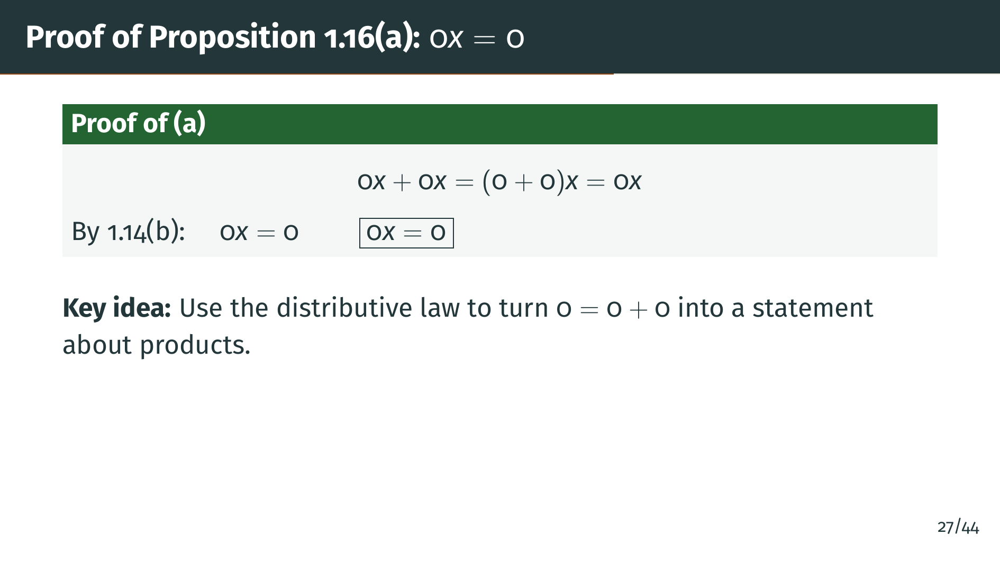 Proof of Proposition 1.16(a): 0x = 0
Proof of (a)
0x + 0x = (0 + 0)x = 0x
By 1.14(b): 0x = 0 0x = 0
Key idea: Use the distributive law to turn 0 = 0 + 0 into a statement
about products.
27/44